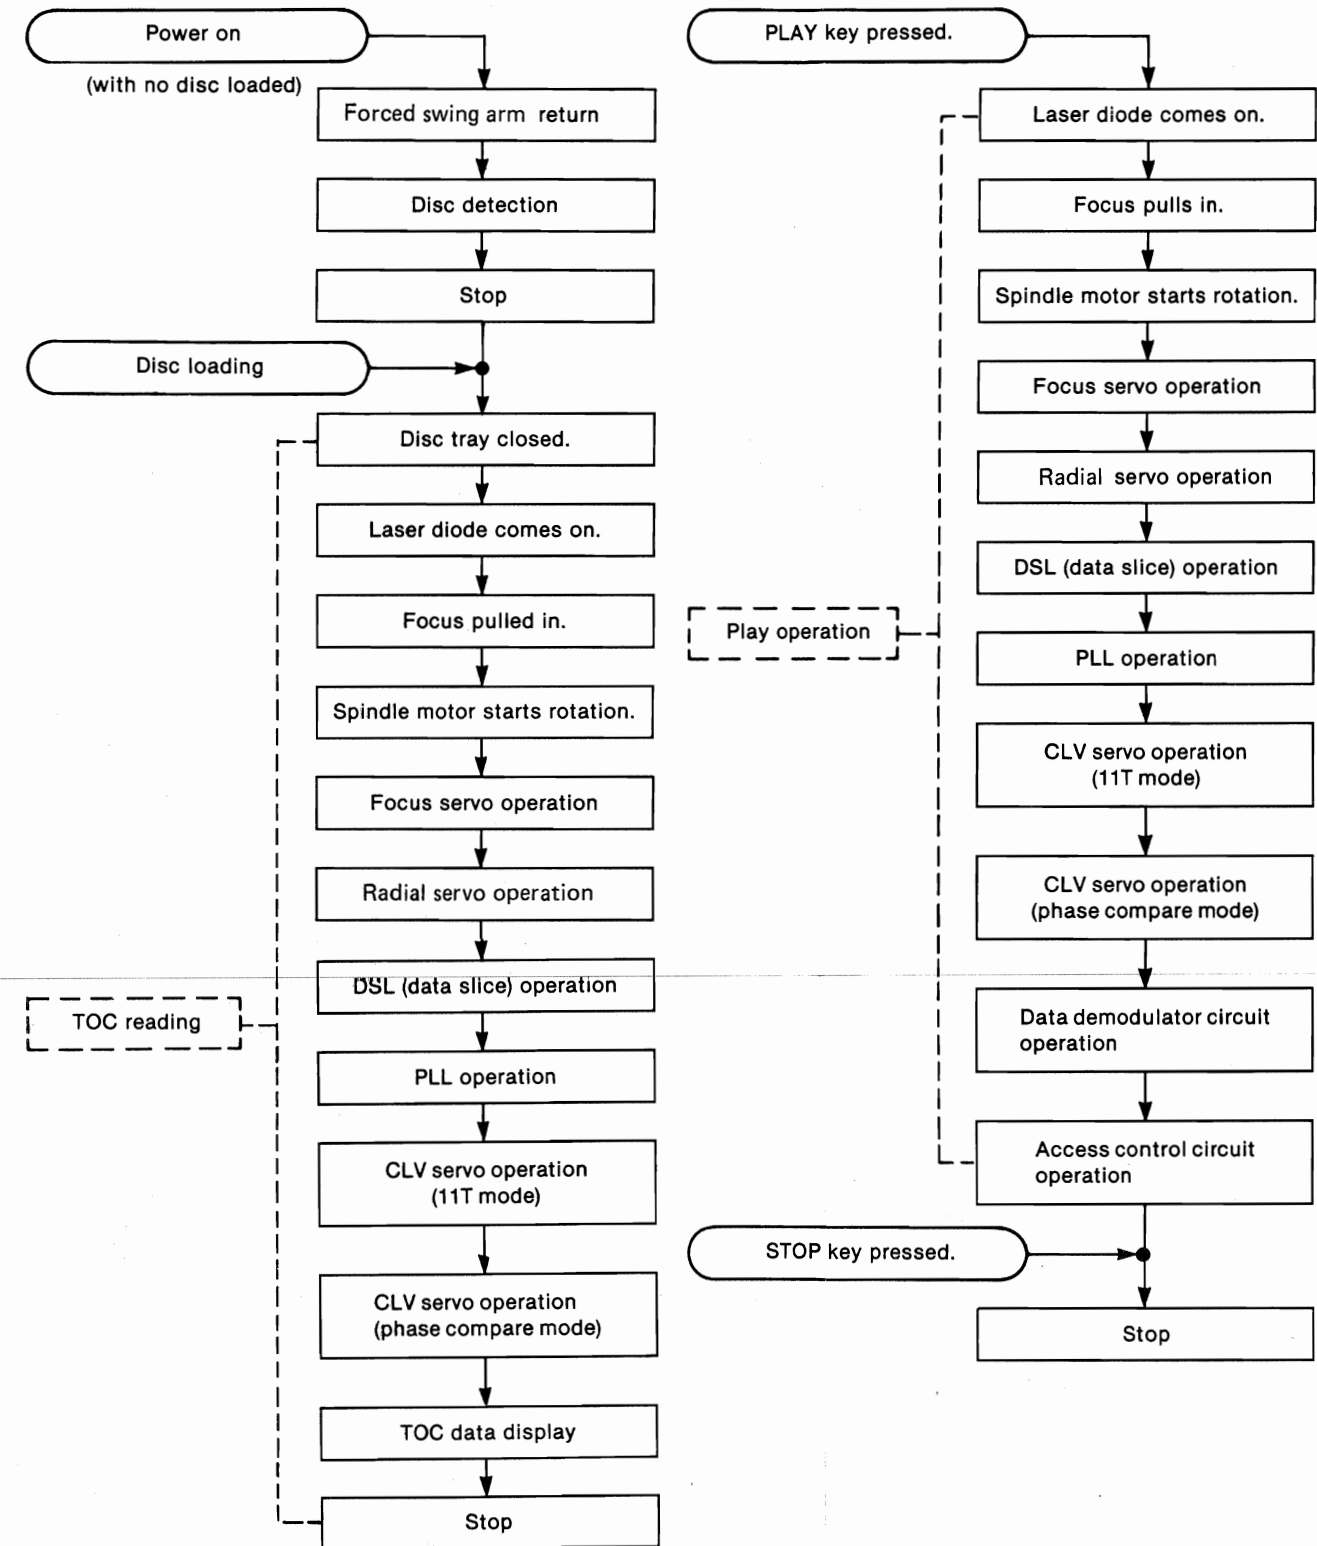 Power on
(with no disc loaded)
Forced swing arm return
Disc detection
Stop
Disc loading
Disc tray closed.
Laser diode comes on.
Focus pulled in.
Spindle motor starts rotation.
Focus servo operation
Radial servo operation
DSL (data slice) operation
TOC reading
PLL operation
CLV servo operation
(11T mode)
CLV servo operation
(phase compare mode)
TOC data display
Stop
PLAY key pressed.
Laser diode comes on.
Focus pulls in.
Spindle motor starts rotation.
Focus servo operation
Radial servo operation
DSL (data slice) operation
Play operation
PLL operation
CLV servo operation
(11T mode)
CLV servo operation
(phase compare mode)
Data demodulator circuit
operation
Access control circuit
operation
STOP key pressed.
Stop